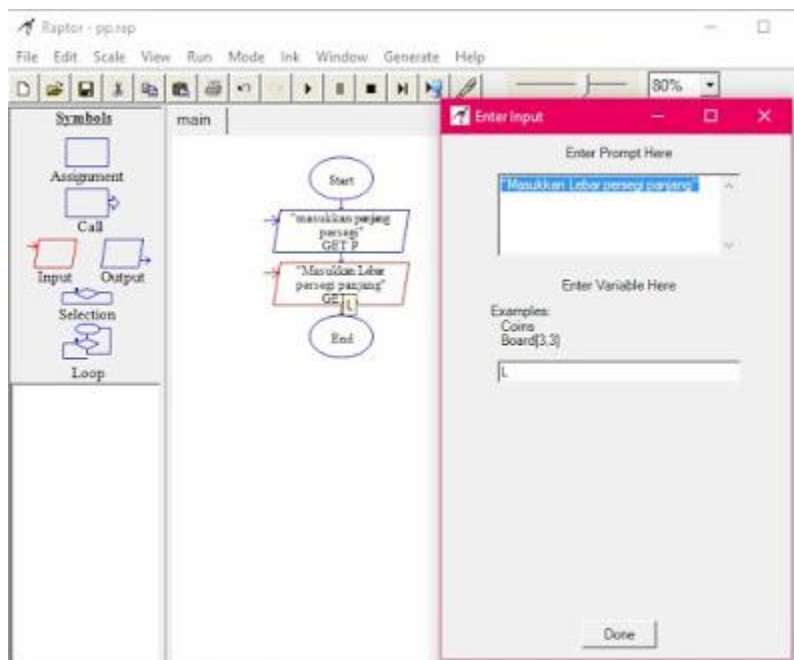 Raptor - pp.rap
File Edit Scale View Run Mode Ink Window Generate Help
80%
Symbols
Assignment
Call
Input Output
Selection
Loop
main
Start
"masukkan panjang
persegi"
GET P
"Masukkan Lebar
persegi panjang"
GET L
End
Enter Input
Enter Prompt Here
"Masukkan Lebar persegi panjang"
Enter Variable Here
Examples:
Coins
Board[3,3]
L
Done